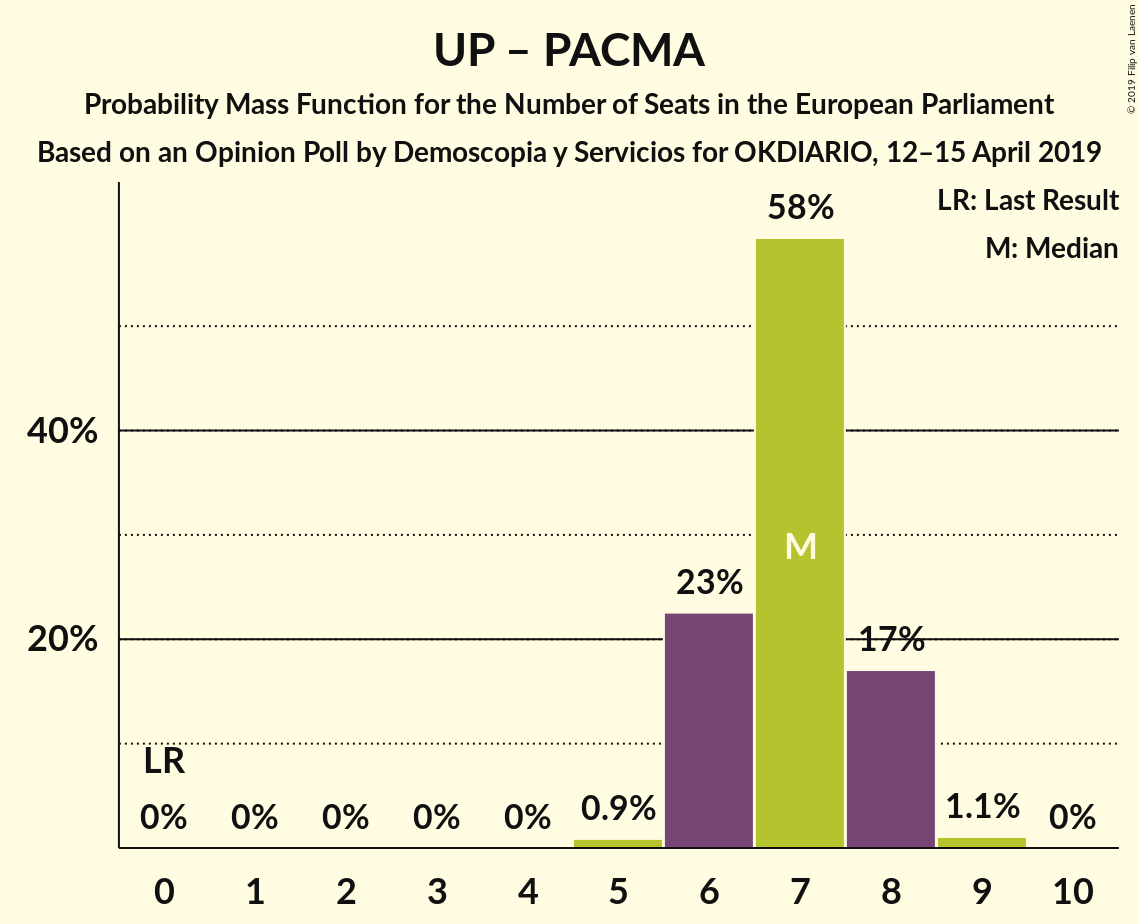 UP – PACMA
Probability Mass Function for the Number of Seats in the European Parliament
Based on an Opinion Poll by Demoscopia y Servicios for OKDIARIO, 12–15 April 2019
© 2019 Filip van Laenen
LR: Last Result
M: Median
58%
40%
M
23%
20%
17%
LR
0% 0% 0% 0% 0% 0.9% 1.1% 0%
0 1 2 3 4 5 6 7 8 9 10